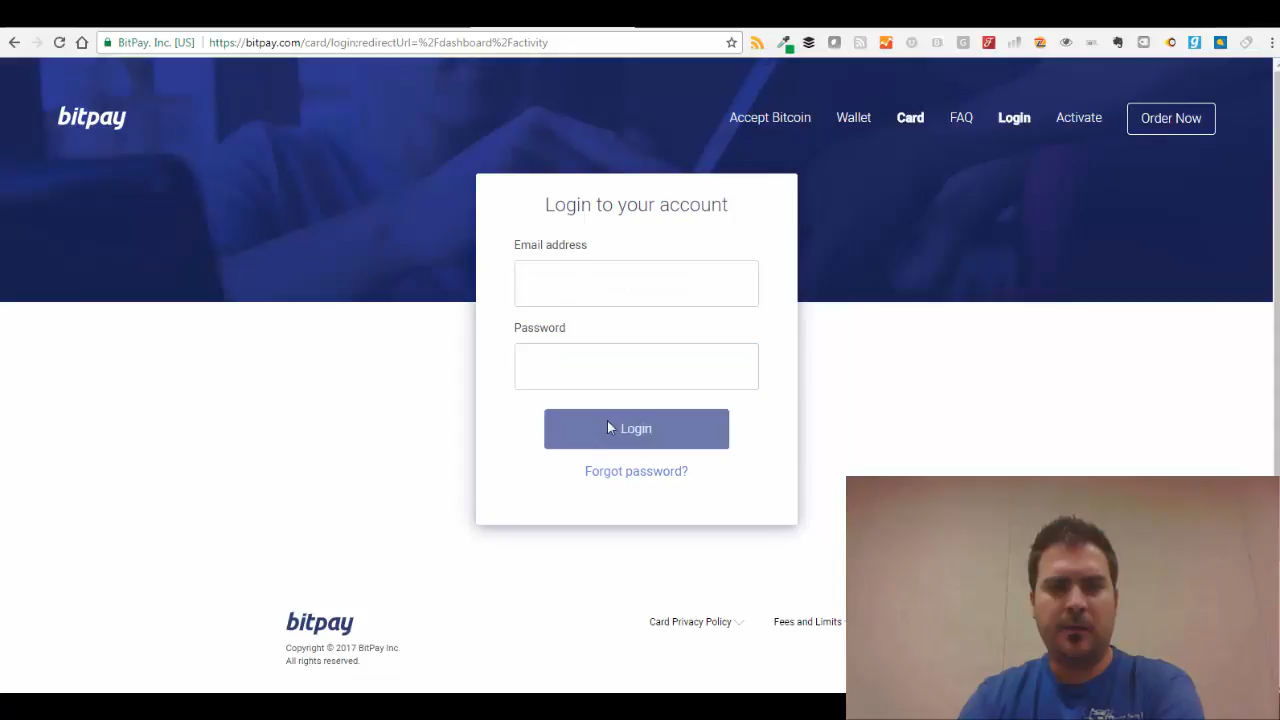 BitPay, Inc. [US]
https://bitpay.com/card/login:redirectUrl=%2Fdashboard%2Factivity
bitpay
Accept Bitcoin
Wallet
Card
FAQ
Login
Activate
Order Now
Login to your account
Email address
Password
Login
Forgot password?
bitpay
Card Privacy Policy
Fees and Limits
Copyright © 2017 BitPay Inc.
All rights reserved.